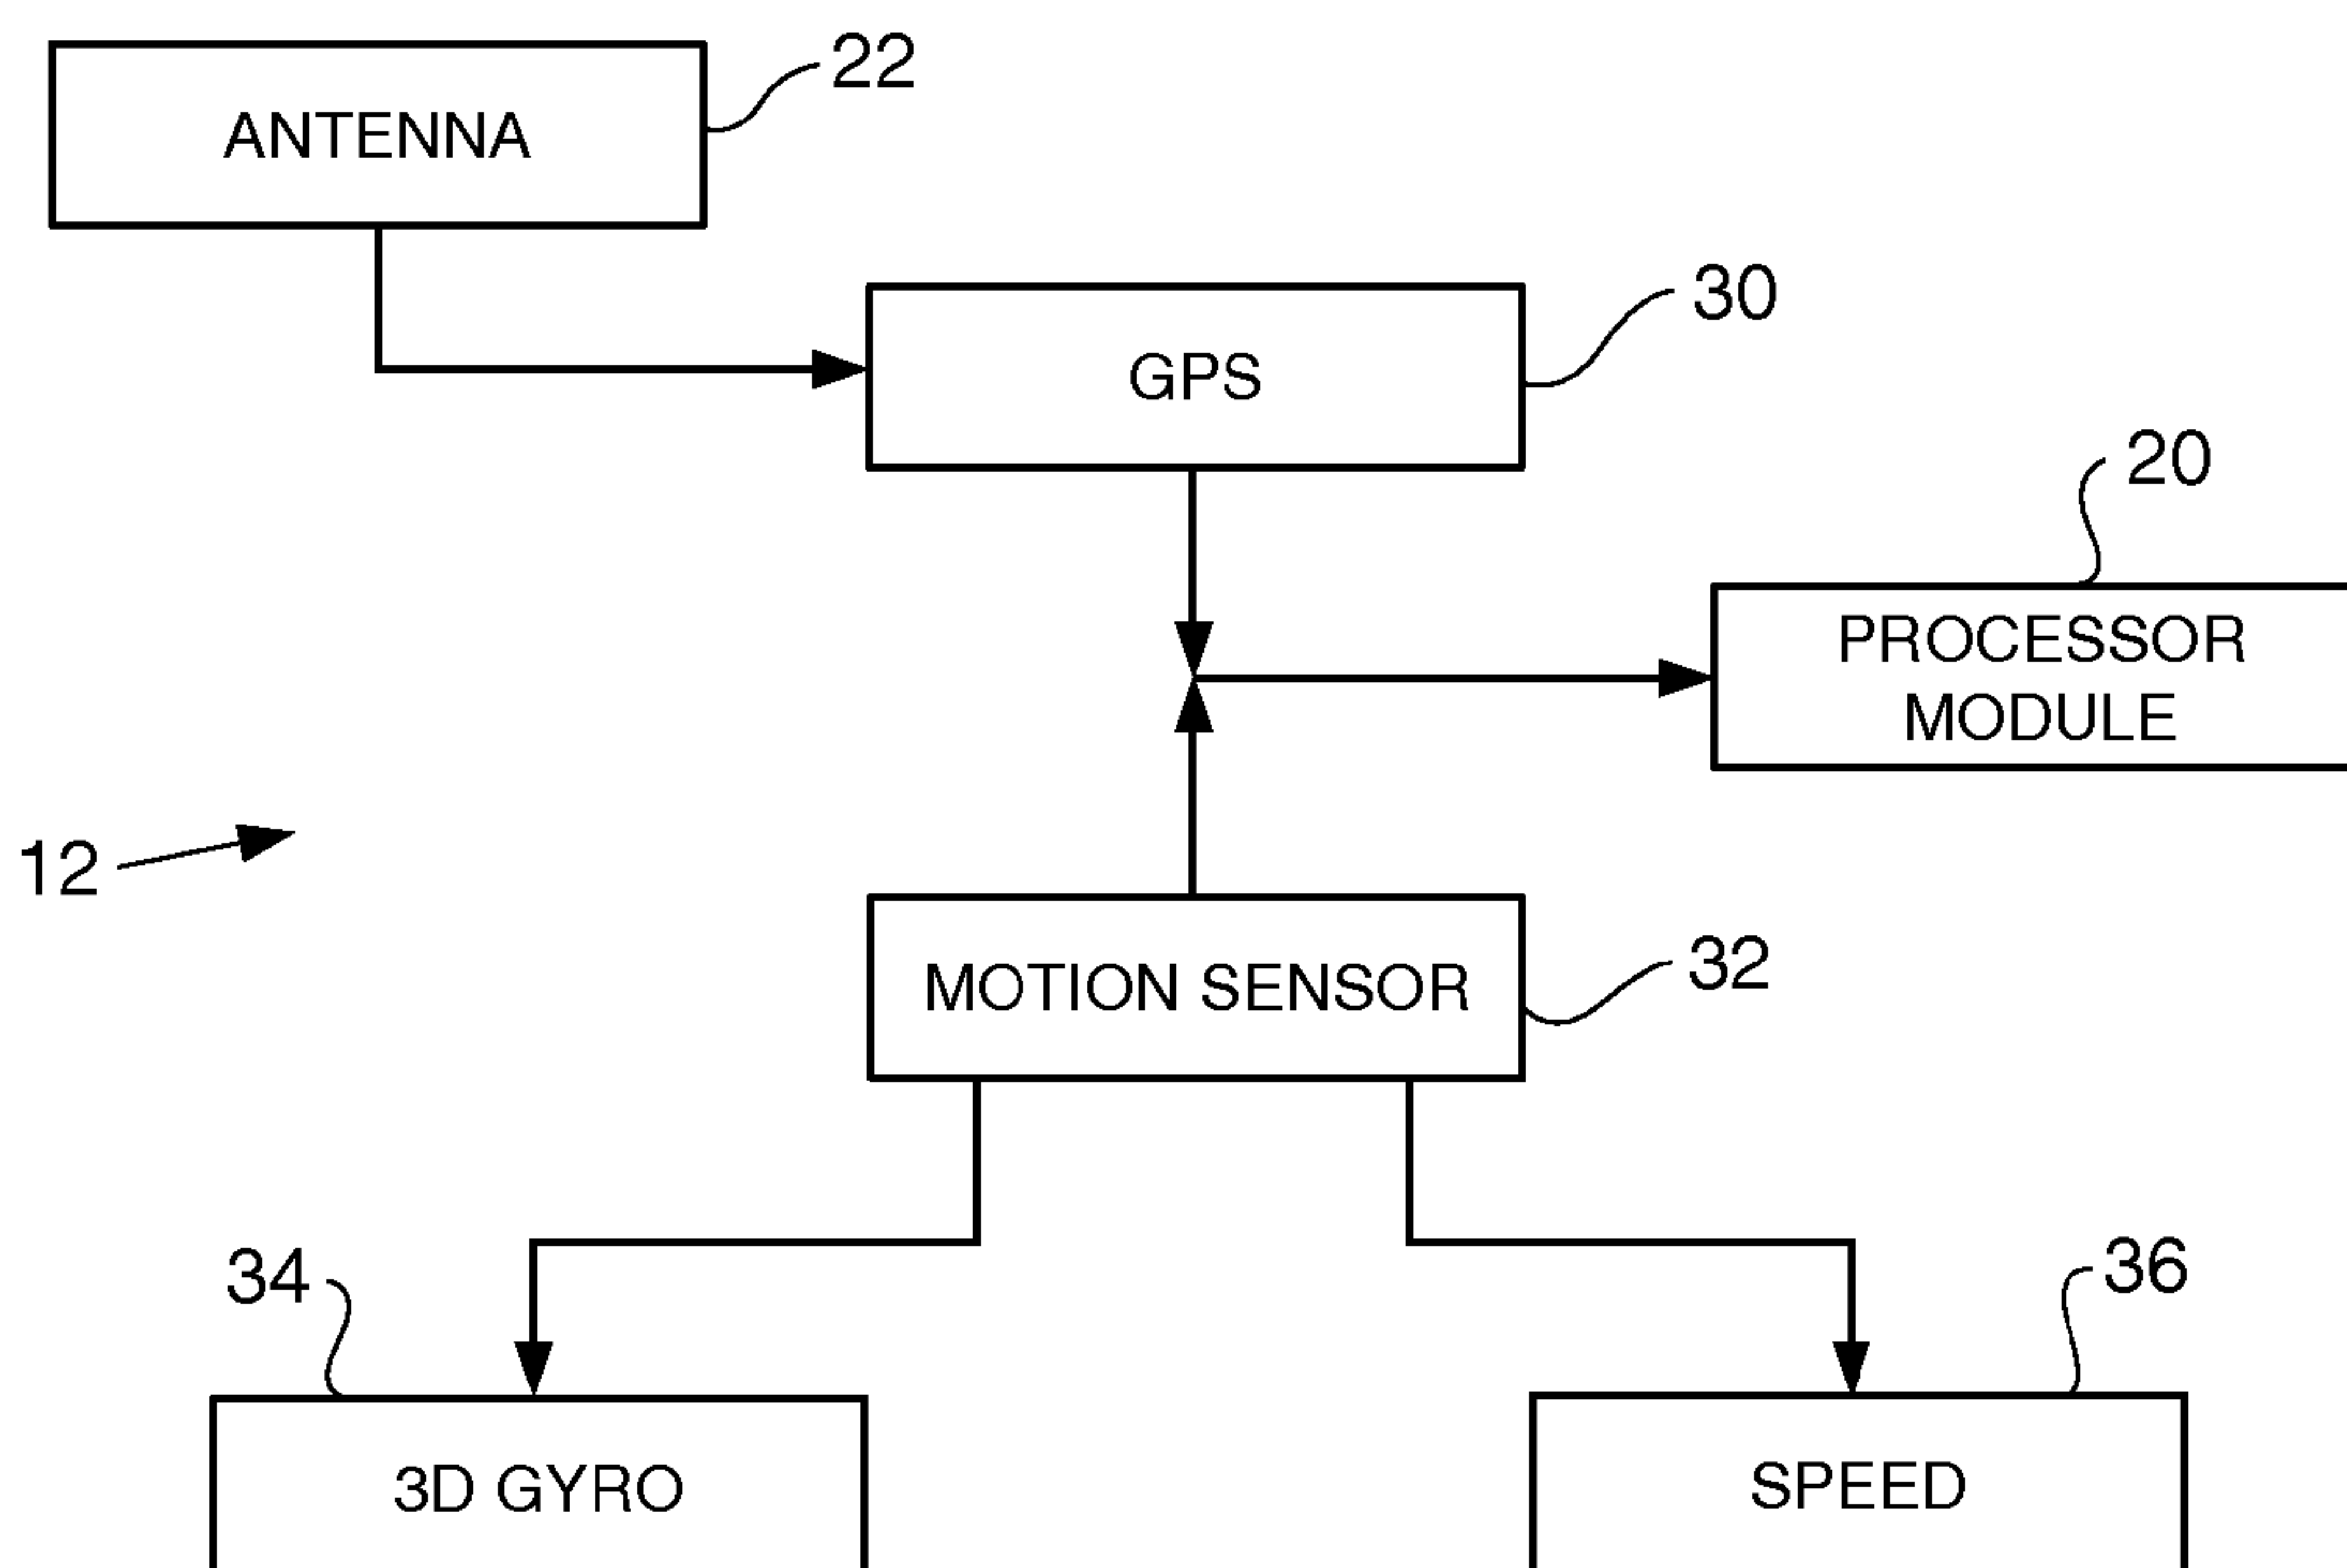 22
ANTENNA
30
GPS
20
PROCESSOR
MODULE
12
32
MOTION SENSOR
34
36
3D GYRO
SPEED